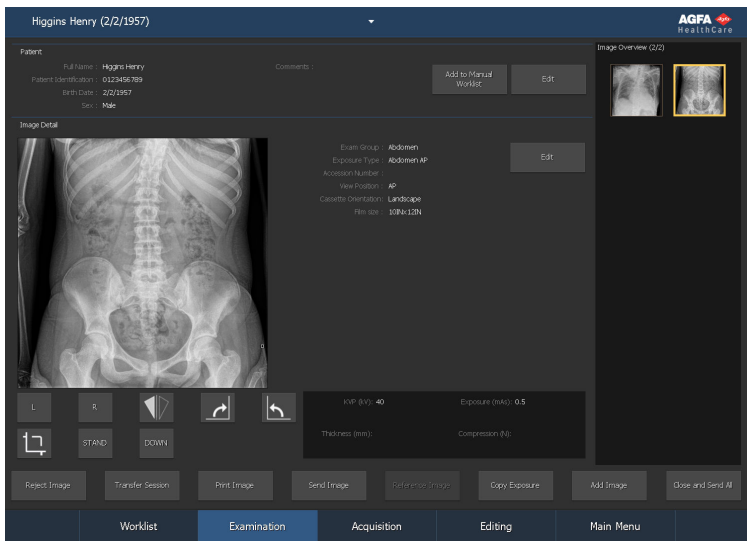 Higgins Henry (2/2/1957)
AGFA
HealthCare
Patient
Full Name : Higgins Henry
Comments :
Patient Identification : 0123456789
Birth Date : 2/2/1957
Sex : Male
Add to Manual
Worklist
Edit
Image Overview (2/2)
Image Detail
Exam Group : Abdomen
Exposure Type : Abdomen AP
Accession Number :
View Position : AP
Cassette Orientation: Landscape
Film size : 10INx12IN
Edit
L
R
STAND
DOWN
KVP (kV): 40
Exposure (mAs): 0.5
Thickness (mm):
Compression (N):
Reject Image
Transfer Session
Print Image
Send Image
Reference Image
Copy Exposure
Add Image
Close and Send All
Worklist
Examination
Acquisition
Editing
Main Menu